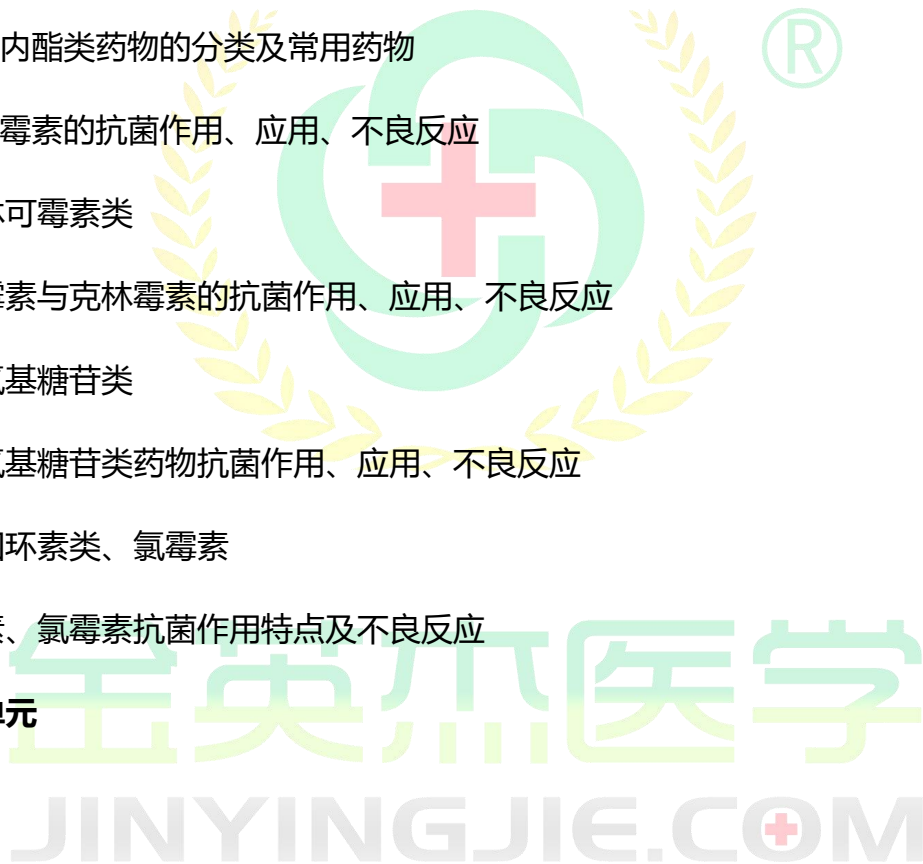 内酯类药物的分类及常用药物
霉素的抗菌作用、应用、不良反应
可霉素类
素与克林霉素的抗菌作用、应用、不良反应
基糖苷类
基糖苷类药物抗菌作用、应用、不良反应
环素类、氯霉素
、氯霉素抗菌作用特点及不良反应
单元
金英杰医学
JINYINGJIE.COM
®